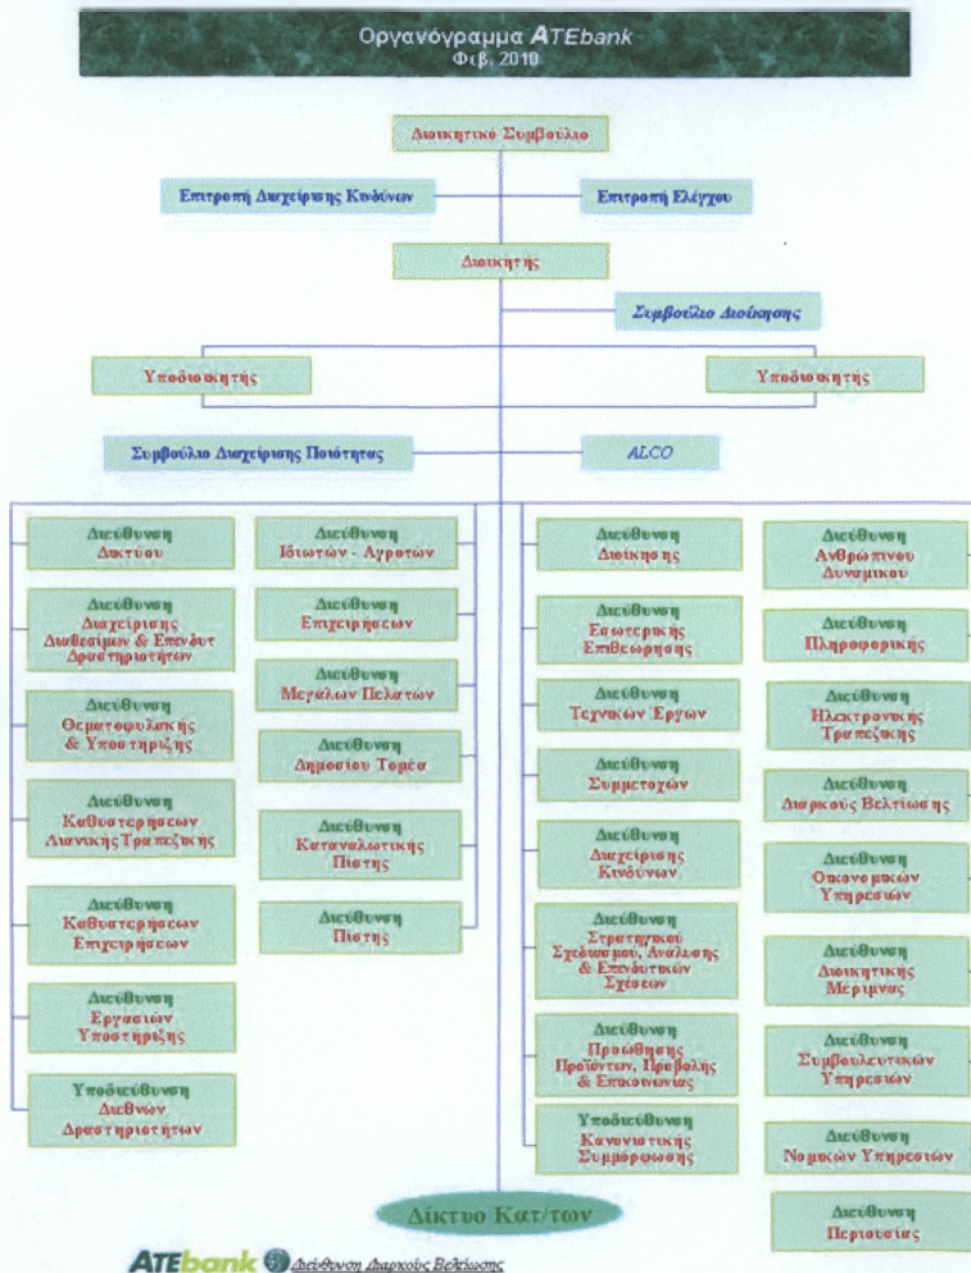 Οργανόγραμμα ATEbank
Φεβ. 2010
Διοικητικό Συμβούλιο
Επιτροπή Διαχείρισης Κινδύνων
Επιτροπή Ελέγχου
Διοικητής
Συμβούλιο Διοίκησης
Υποδιοικητής
Υποδιοικητής
Συμβούλιο Διαχείρισης Ποιότητας
ALCO
Διεύθυνση
Δικτύου
Διεύθυνση
Διαχείρισης
Διαθεσίμων & Επενδυτ
Δραστηριοτήτων
Διεύθυνση
Θεματοφυλακής
& Υποστήριξης
Διεύθυνση
Καθυστερήσεων
Λιανικής Τραπεζικής
Διεύθυνση
Καθυστερήσεων
Επιχειρήσεων
Διεύθυνση
Εργασιών
Υποστήριξης
Υποδιεύθυνση
Διεθνών
Δραστηριοτήτων
Διεύθυνση
Ιδιωτών - Αγροτών
Διεύθυνση
Επιχειρήσεων
Διεύθυνση
Μεγάλων Πελατών
Διεύθυνση
Δημοσίου Τομέα
Διεύθυνση
Καταναλωτικής
Πίστης
Διεύθυνση
Πίστης
Διεύθυνση
Διοίκησης
Διεύθυνση
Εσωτερικής
Επιθεώρησης
Διεύθυνση
Τεχνικών Έργων
Διεύθυνση
Συμμετοχών
Διεύθυνση
Διαχείρισης
Κινδύνων
Διεύθυνση
Στρατηγικού
Σχεδιασμού, Ανάλυσης
& Επενδυτικών
Σχέσεων
Διεύθυνση
Προώθησης
Προϊόντων, Προβολής
& Επικοινωνίας
Υποδιεύθυνση
Κανονιστικής
Συμμόρφωσης
Διεύθυνση
Ανθρώπινου
Δυναμικού
Διεύθυνση
Πληροφορικής
Διεύθυνση
Ηλεκτρονικής
Τραπεζικής
Διεύθυνση
Διαρκούς Βελτίωσης
Διεύθυνση
Οικονομικών
Υπηρεσιών
Διεύθυνση
Διοικητικής
Μέριμνας
Διεύθυνση
Συμβουλευτικών
Υπηρεσιών
Διεύθυνση
Νομικών Υπηρεσιών
Διεύθυνση
Περιουσίας
Δίκτυο Κατ/των
ATEbank Διεύθυνση Διαρκούς Βελτίωσης